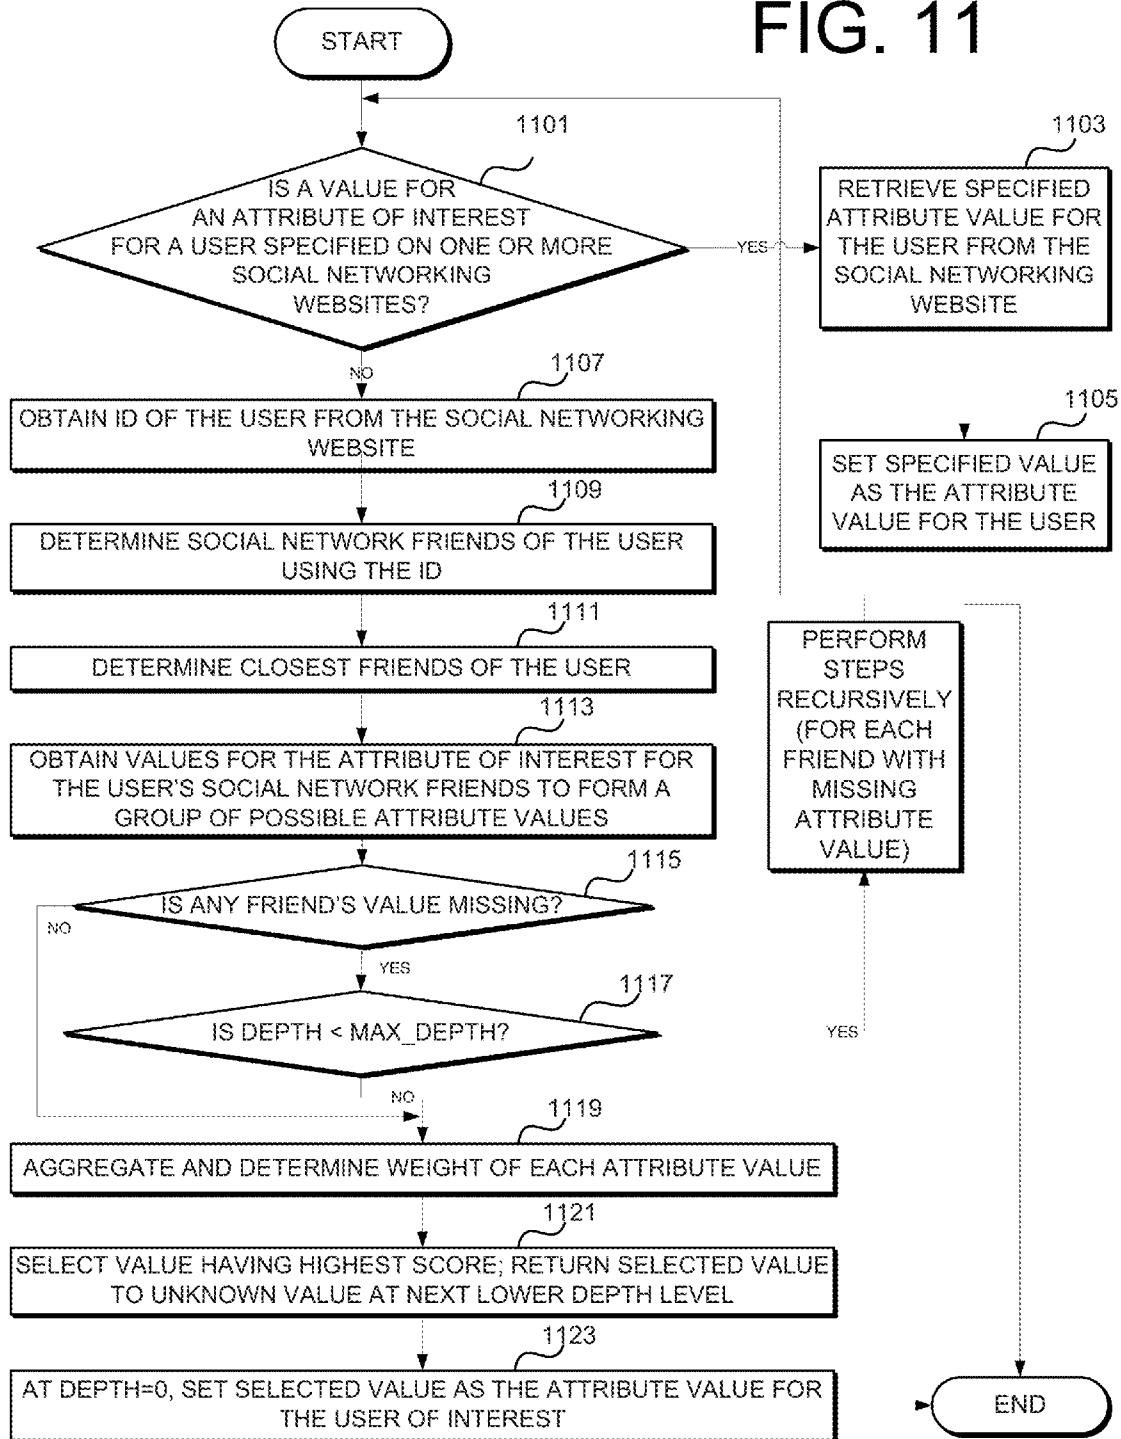 FIG. 11
START
1101
IS A VALUE FOR
AN ATTRIBUTE OF INTEREST
FOR A USER SPECIFIED ON ONE OR MORE
SOCIAL NETWORKING
WEBSITES?
YES
1103
RETRIEVE SPECIFIED
ATTRIBUTE VALUE FOR
THE USER FROM THE
SOCIAL NETWORKING
WEBSITE
NO
1107
OBTAIN ID OF THE USER FROM THE SOCIAL NETWORKING
WEBSITE
1105
SET SPECIFIED VALUE
AS THE ATTRIBUTE
VALUE FOR THE USER
1109
DETERMINE SOCIAL NETWORK FRIENDS OF THE USER
USING THE ID
1111
DETERMINE CLOSEST FRIENDS OF THE USER
1113
OBTAIN VALUES FOR THE ATTRIBUTE OF INTEREST FOR
THE USER'S SOCIAL NETWORK FRIENDS TO FORM A
GROUP OF POSSIBLE ATTRIBUTE VALUES
PERFORM
STEPS
RECURSIVELY
(FOR EACH
FRIEND WITH
MISSING
ATTRIBUTE
VALUE)
1115
IS ANY FRIEND'S VALUE MISSING?
NO
YES
1117
IS DEPTH < MAX_DEPTH?
YES
NO
1119
AGGREGATE AND DETERMINE WEIGHT OF EACH ATTRIBUTE VALUE
1121
SELECT VALUE HAVING HIGHEST SCORE; RETURN SELECTED VALUE
TO UNKNOWN VALUE AT NEXT LOWER DEPTH LEVEL
1123
AT DEPTH=0, SET SELECTED VALUE AS THE ATTRIBUTE VALUE FOR
THE USER OF INTEREST
END